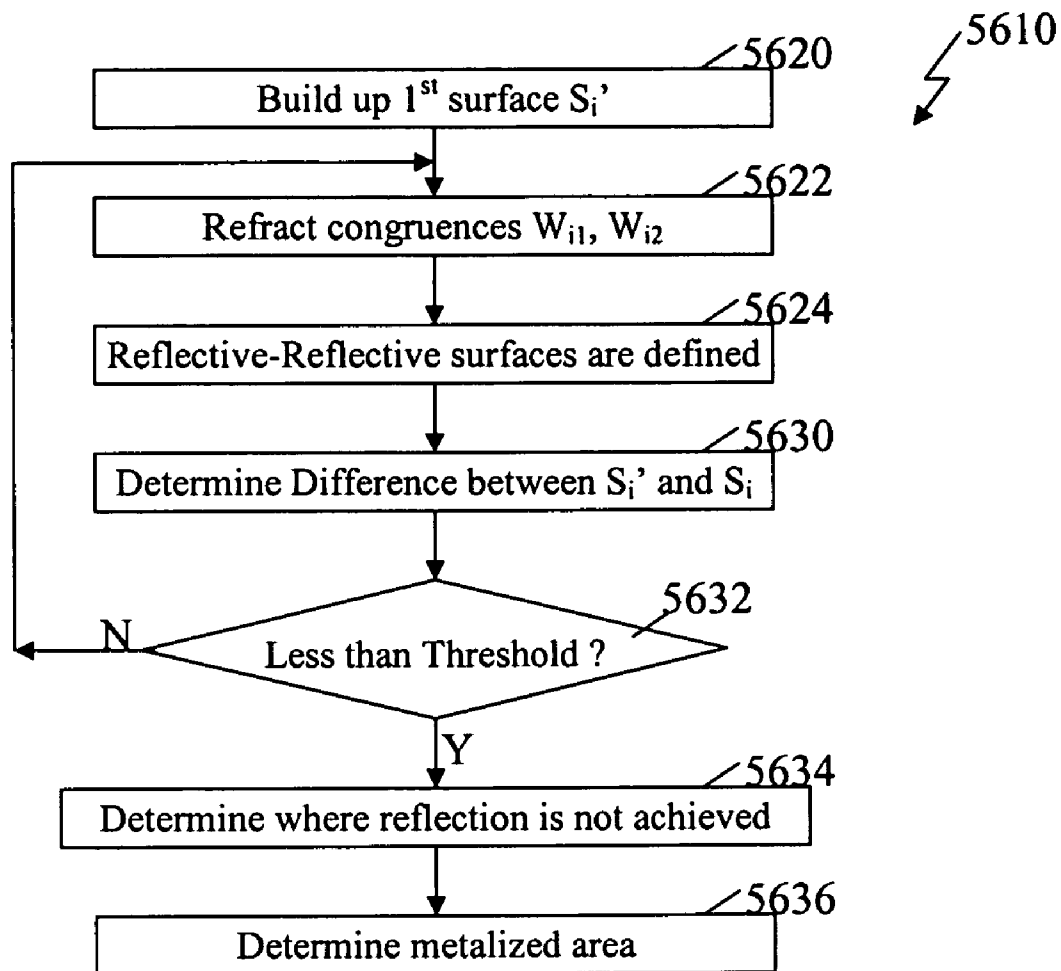 5610
5620
Build up 1st surface Si’
5622
Refract congruences Wi1, Wi2
5624
Reflective-Reflective surfaces are defined
5630
Determine Difference between Si’ and Si
5632
Less than Threshold ?
N
Y
5634
Determine where reflection is not achieved
5636
Determine metalized area